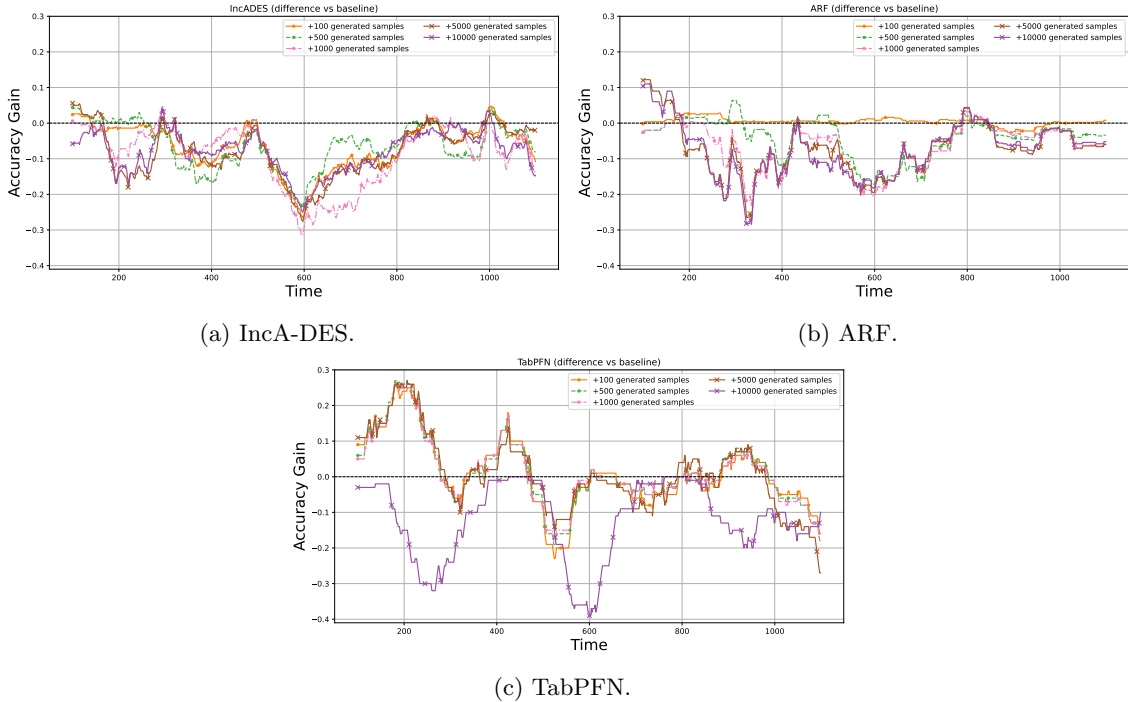 IncADES (difference vs baseline)
+100 generated samples
+500 generated samples
+1000 generated samples
+5000 generated samples
+10000 generated samples
Accuracy Gain
0.3
0.2
0.1
0.0
−0.1
−0.2
−0.3
−0.4
200 400 600 800 1000
Time
(a) IncA-DES.
ARF (difference vs baseline)
+100 generated samples
+500 generated samples
+1000 generated samples
+5000 generated samples
+10000 generated samples
Accuracy Gain
0.3
0.2
0.1
0.0
−0.1
−0.2
−0.3
−0.4
200 400 600 800 1000
Time
(b) ARF.
TabPFN (difference vs baseline)
+100 generated samples
+500 generated samples
+1000 generated samples
+5000 generated samples
+10000 generated samples
Accuracy Gain
0.3
0.2
0.1
0.0
−0.1
−0.2
−0.3
−0.4
200 400 600 800 1000
Time
(c) TabPFN.